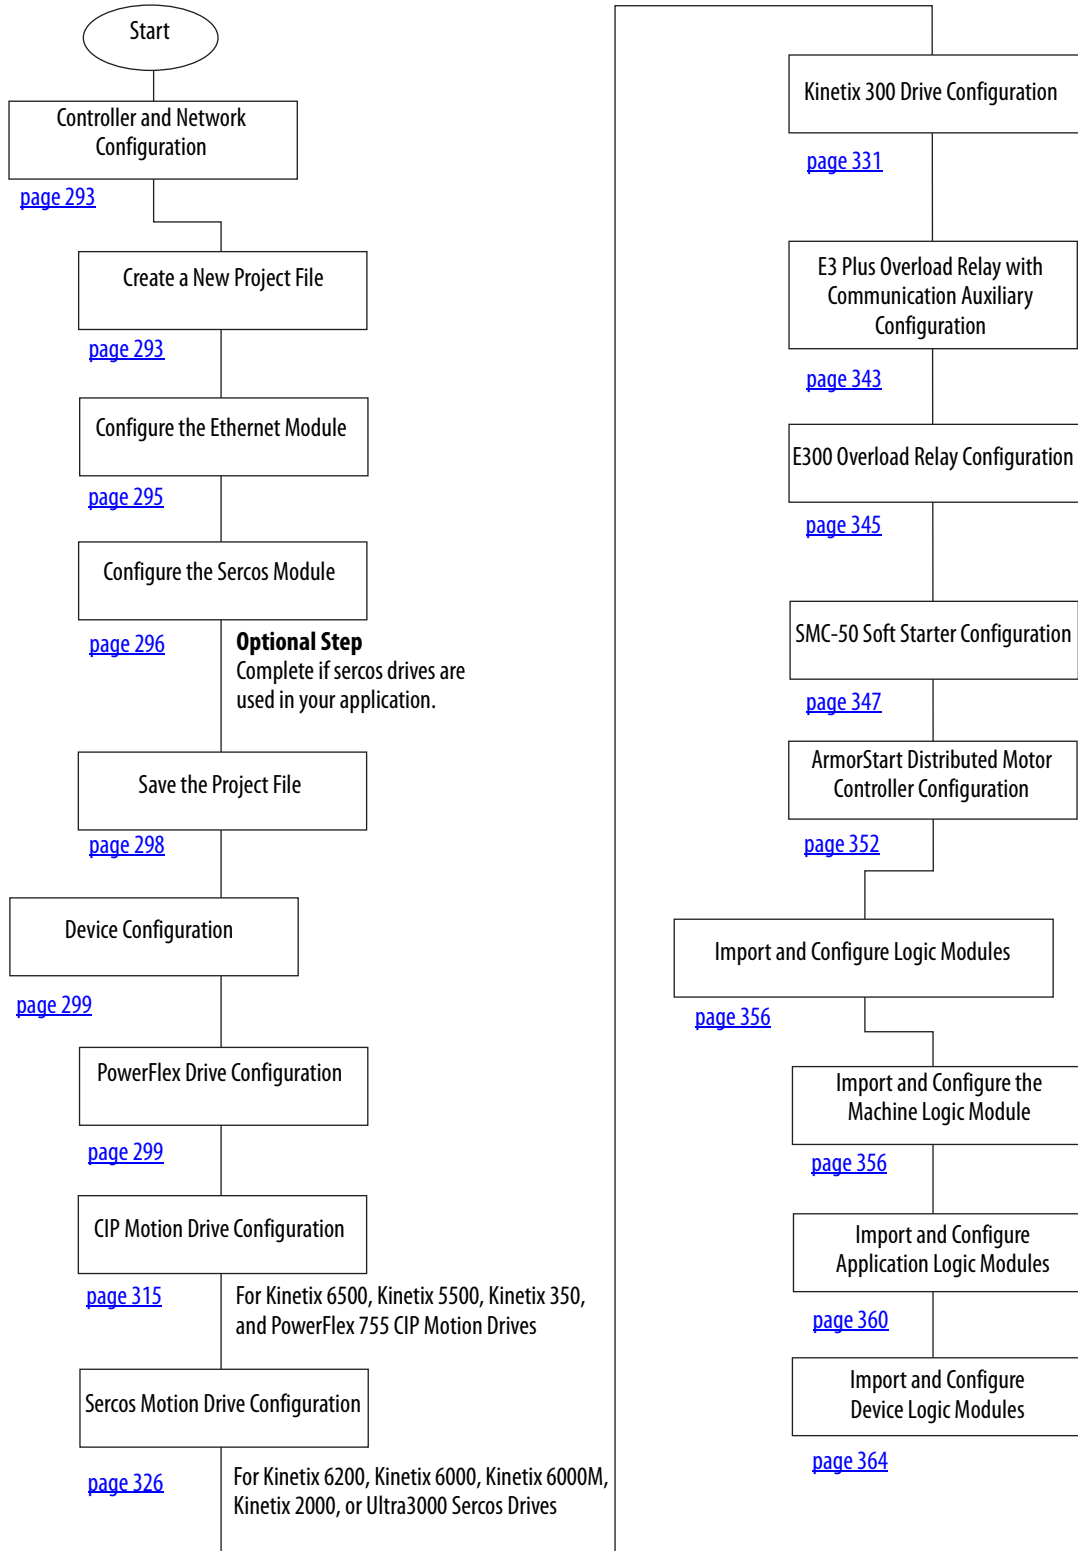 Start
Controller and Network
Configuration
page 293
Create a New Project File
page 293
Configure the Ethernet Module
page 295
Configure the Sercos Module
page 296
Optional Step
Complete if sercos drives are
used in your application.
Save the Project File
page 298
Device Configuration
page 299
PowerFlex Drive Configuration
page 299
CIP Motion Drive Configuration
page 315
For Kinetix 6500, Kinetix 5500, Kinetix 350,
and PowerFlex 755 CIP Motion Drives
Sercos Motion Drive Configuration
page 326
For Kinetix 6200, Kinetix 6000, Kinetix 6000M,
Kinetix 2000, or Ultra3000 Sercos Drives
Kinetix 300 Drive Configuration
page 331
E3 Plus Overload Relay with
Communication Auxiliary
Configuration
page 343
E300 Overload Relay Configuration
page 345
SMC-50 Soft Starter Configuration
page 347
ArmorStart Distributed Motor
Controller Configuration
page 352
Import and Configure Logic Modules
page 356
Import and Configure the
Machine Logic Module
page 356
Import and Configure
Application Logic Modules
page 360
Import and Configure
Device Logic Modules
page 364